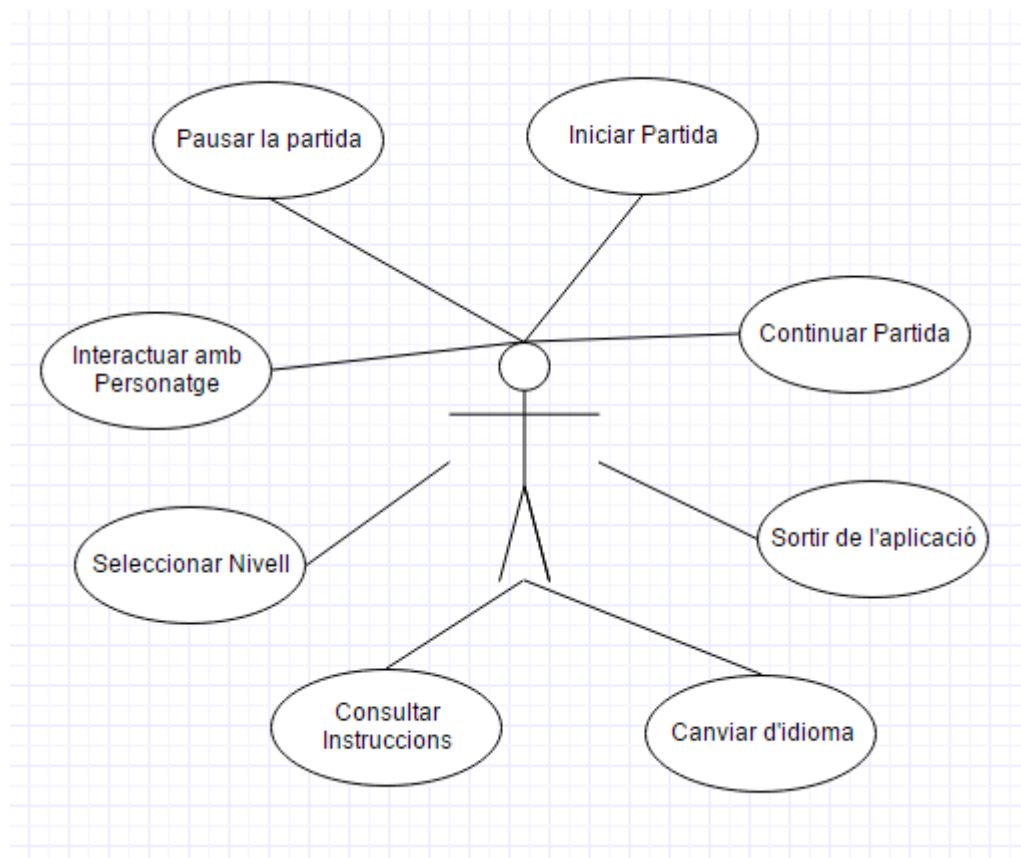 Pausar la partida
Iniciar Partida
Interactuar amb
Personatge
Continuar Partida
Seleccionar Nivell
Sortir de l'aplicació
Consultar
Instruccions
Canviar d'idioma